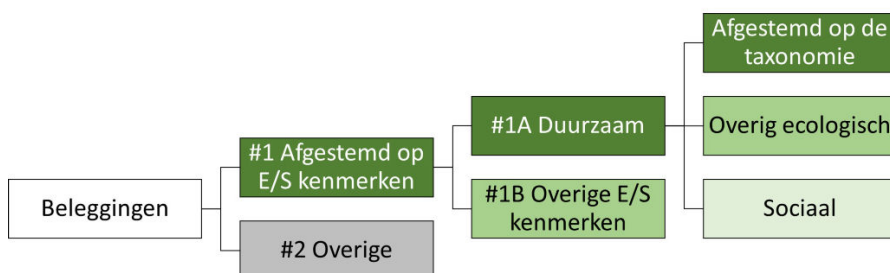 Beleggingen
#1 Afgestemd op
E/S kenmerken
#2 Overige
#1A Duurzaam
#1B Overige E/S
kenmerken
Afgestemd op de
taxonomie
Overig ecologisch
Sociaal